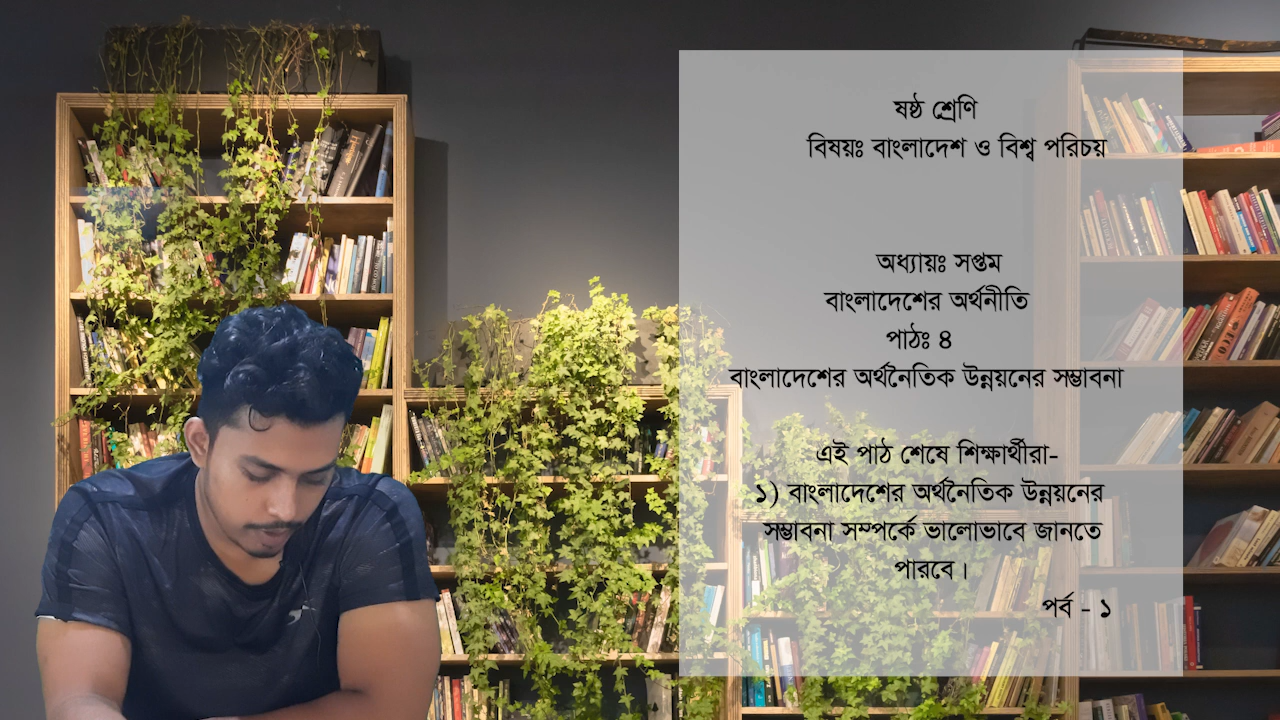 ষষ্ঠ শ্রেণি
বিষয়ঃ বাংলাদেশ ও বিশ্ব পরিচয়
অধ্যায়ঃ সপ্তম
বাংলাদেশের অর্থনীতি
পাঠঃ ৪
বাংলাদেশের অর্থনৈতিক উন্নয়নের সম্ভাবনা
এই পাঠ শেষে শিক্ষার্থীরা-
১) বাংলাদেশের অর্থনৈতিক উন্নয়নের
সম্ভাবনা সম্পর্কে ভালোভাবে জানতে
পারবে।
পর্ব - ১